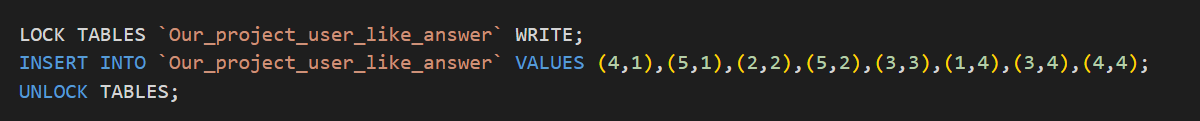 LOCK TABLES `Our_project_user_like_answer` WRITE;
INSERT INTO `Our_project_user_like_answer` VALUES (4,1),(5,1),(2,2),(5,2),(3,3),(1,4),(3,4),(4,4);
UNLOCK TABLES;